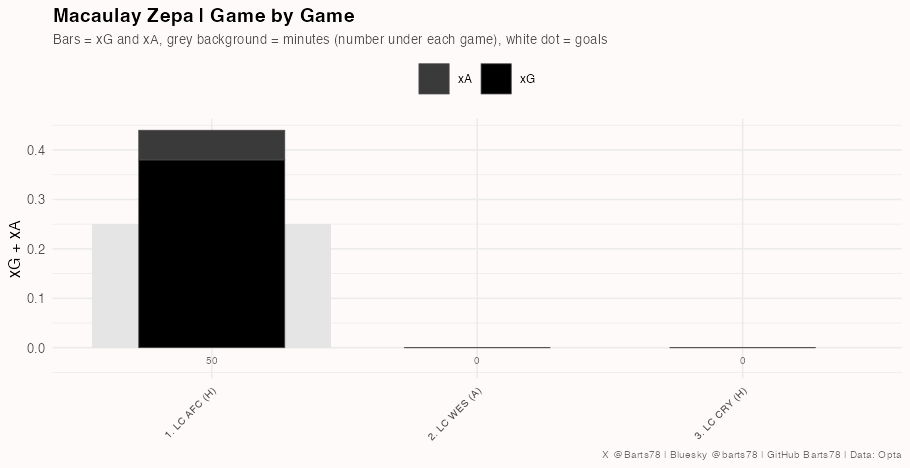 Macaulay Zepa | Game by Game
Bars = xG and xA, grey background = minutes (number under each game), white dot = goals
xA xG
xG + xA
0.4
0.3
0.2
0.1
0.0
50 0 0
1. LC AFC (H)
2. LC WES (A)
3. LC CRY (H)
X @Barts78 | Bluesky @barts78 | GitHub Barts78 | Data: Opta